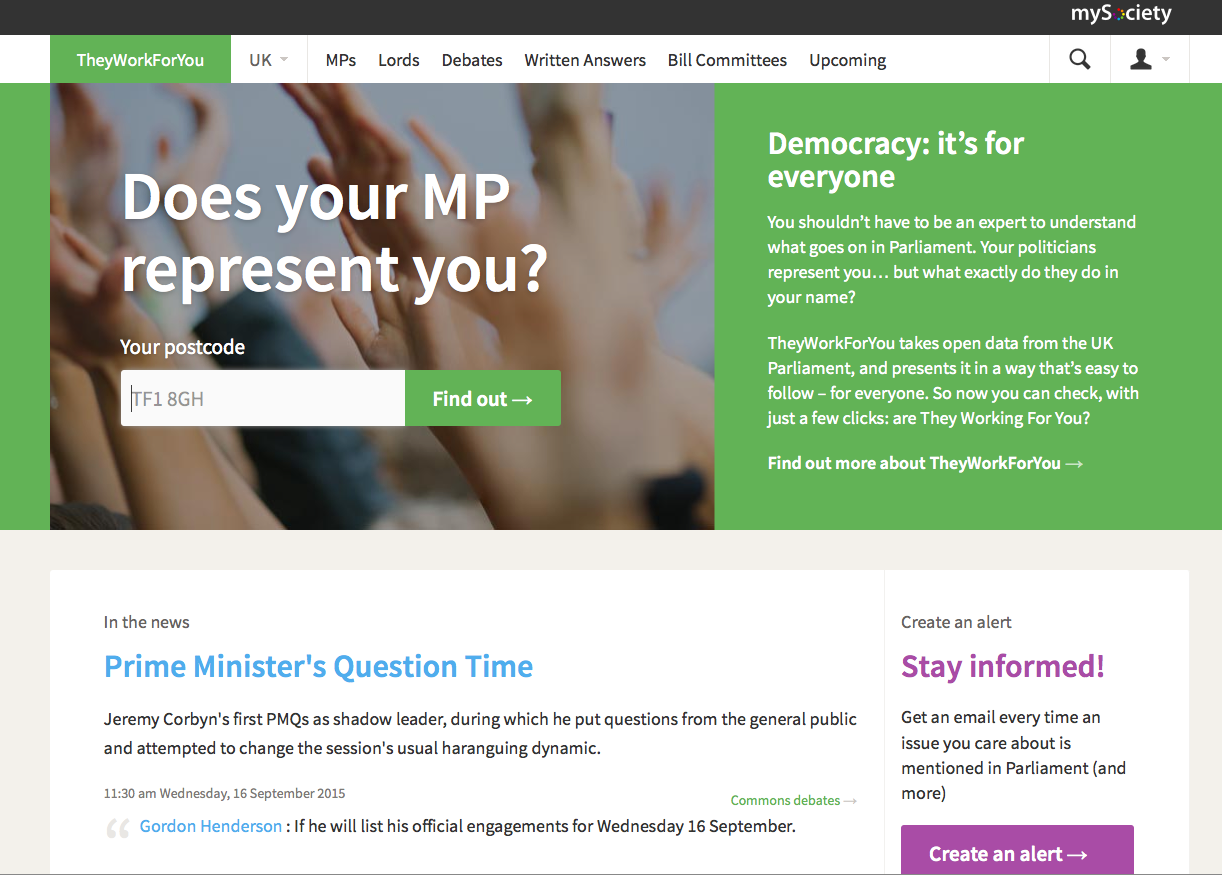 mySociety
TheyWorkForYou UK MPs Lords Debates Written Answers Bill Committees Upcoming
Does your MP
represent you?
Your postcode
TF1 8GH
Find out →
Democracy: it’s for
everyone
You shouldn’t have to be an expert to understand
what goes on in Parliament. Your politicians
represent you… but what exactly do they do in
your name?
TheyWorkForYou takes open data from the UK
Parliament, and presents it in a way that’s easy to
follow – for everyone. So now you can check, with
just a few clicks: are They Working For You?
Find out more about TheyWorkForYou →
In the news
Prime Minister's Question Time
Jeremy Corbyn's first PMQs as shadow leader, during which he put questions from the general public
and attempted to change the session's usual haranguing dynamic.
11:30 am Wednesday, 16 September 2015
Commons debates →
“ Gordon Henderson : If he will list his official engagements for Wednesday 16 September.
Create an alert
Stay informed!
Get an email every time an
issue you care about is
mentioned in Parliament (and
more)
Create an alert →